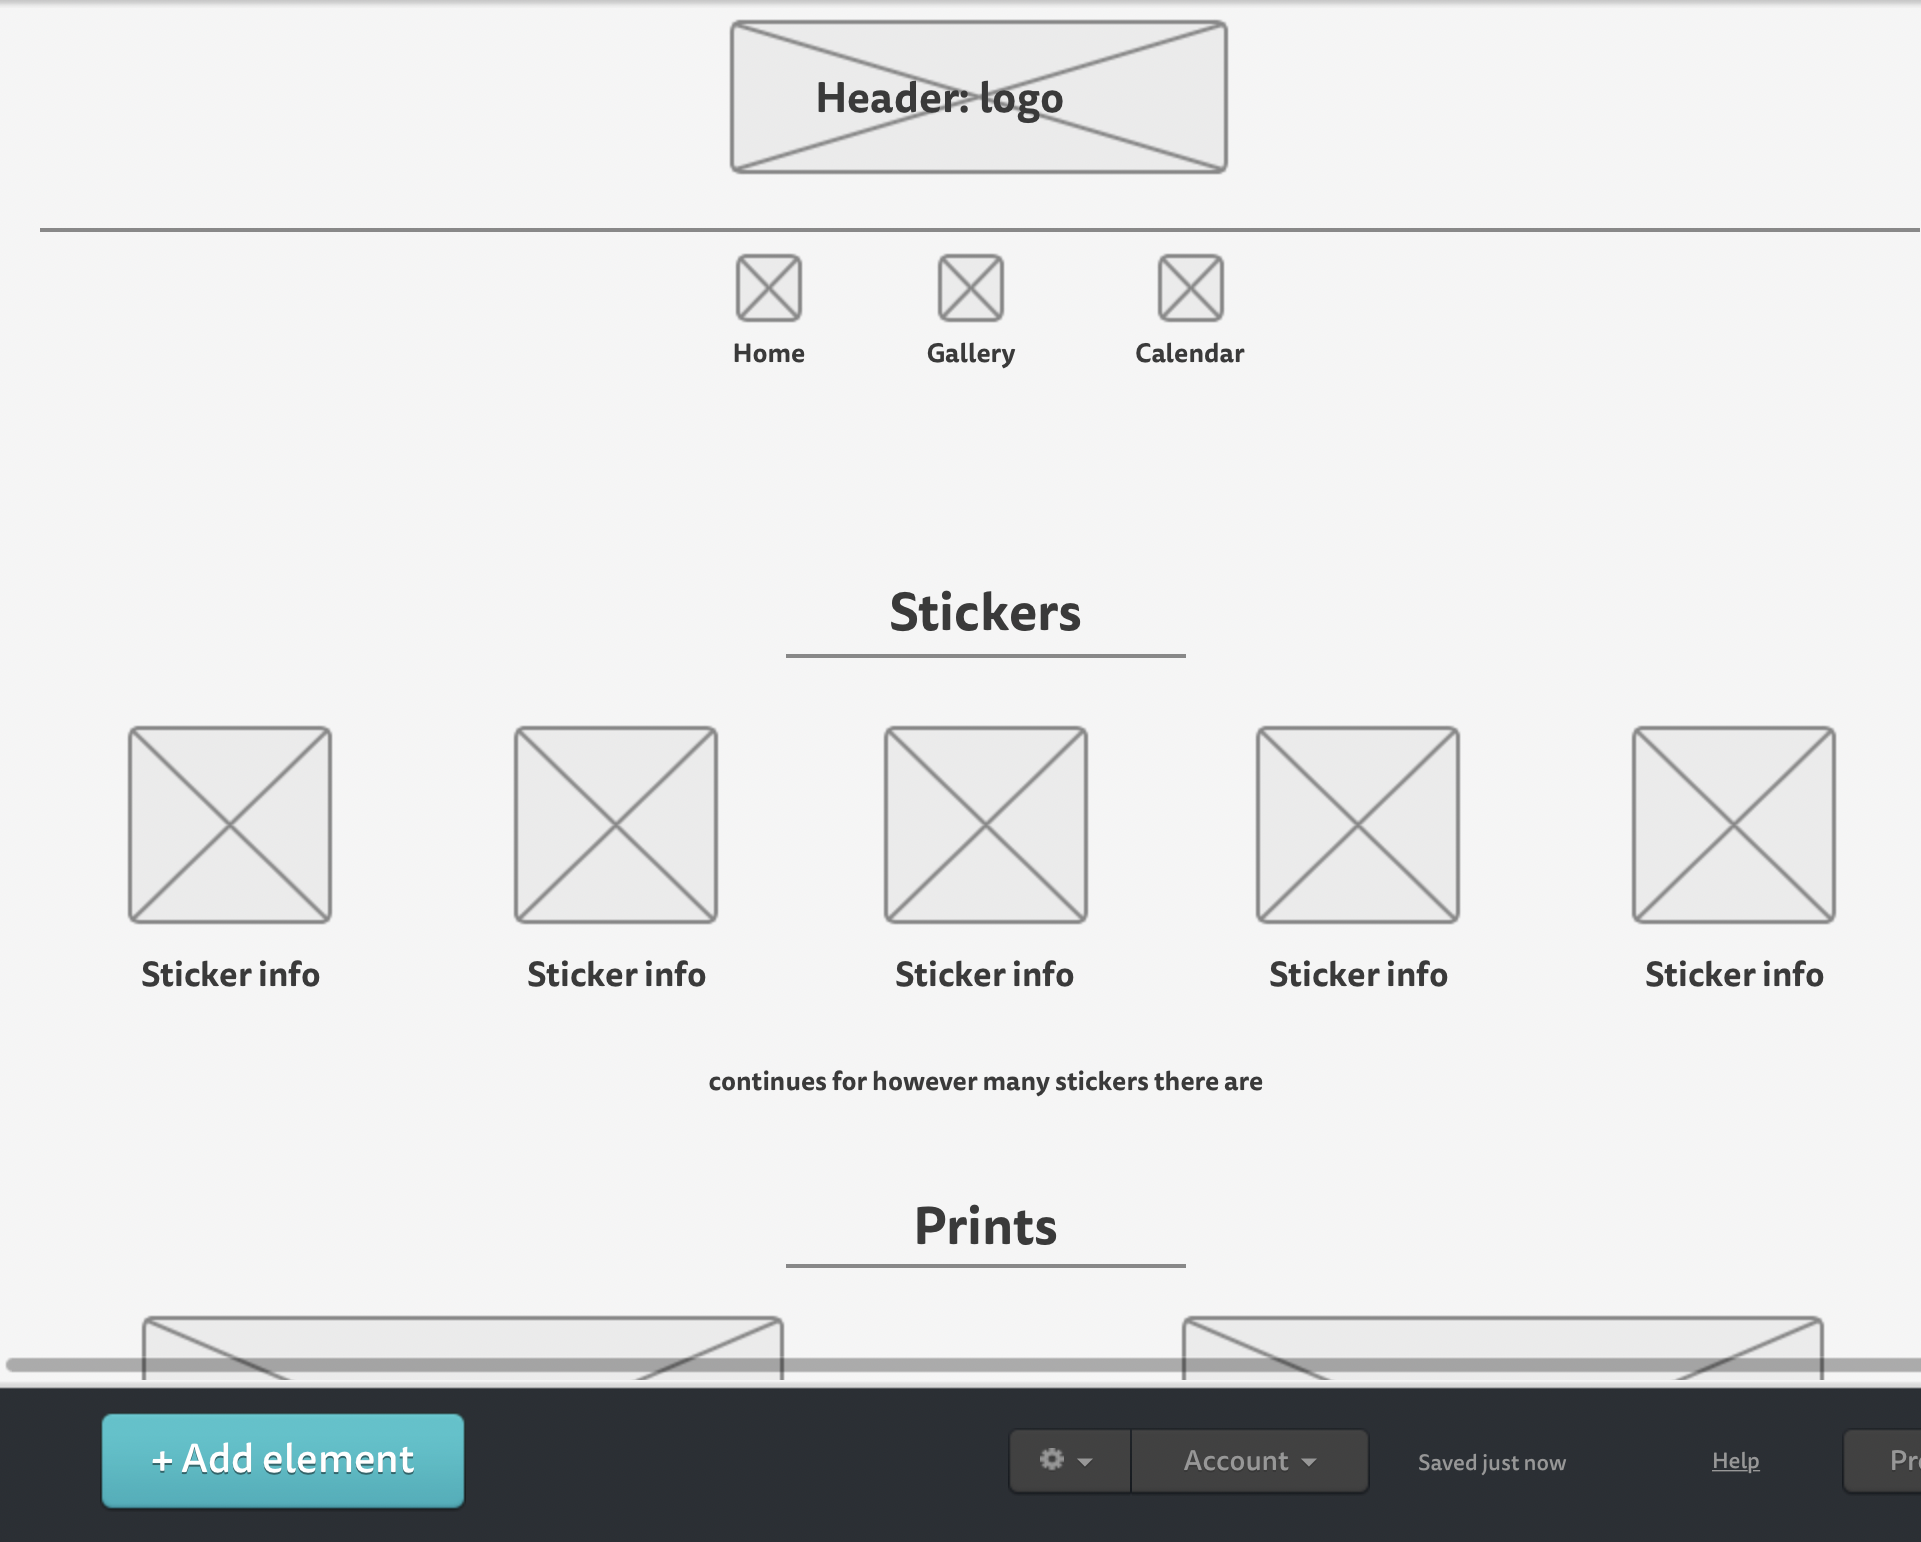 Header: logo
Home Gallery Calendar
Stickers
Sticker info Sticker info Sticker info Sticker info Sticker info
continues for however many stickers there are
Prints
+ Add element Account Saved just now Help